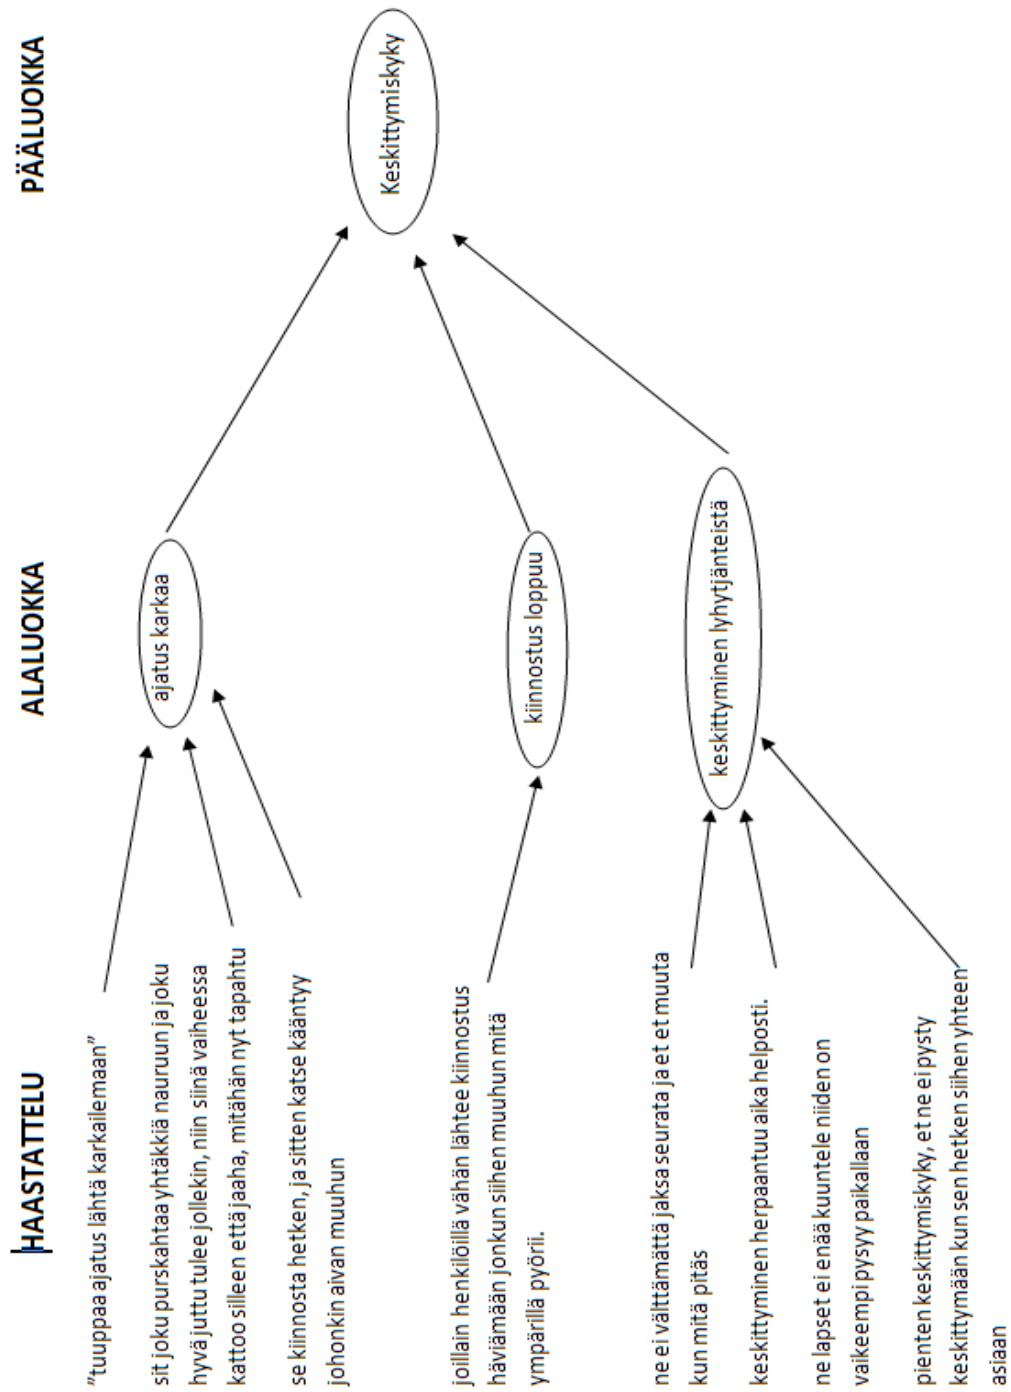 HAASTATTELU
ALALUOKKA
PÄÄLUOKKA
"tuuppaa ajatus lähtä karkailemaan"
sit joku purskahtaa yhtäkkiä nauruun ja joku
hyvä juttu tulee jollekin, niin siinä vaiheessa
kattoo silleen että jaaha, mitähän nyt tapahtu
se kiinnosta hetken, ja sitten katse kääntyy
johonkin aivan muuhun
ajatus karkaa
joillain henkilöillä vähän lähtee kiinnostus
häviämään jonkun siihen muuhun mitä
ympärillä pyörii.
kiinnostus loppuu
ne ei välttämättä jaksa seurata ja et et muuta
kun mitä pitäs
keskittyminen herpaantuu aika helposti.
ne lapset ei enää kuuntele niiden on
vaikeempi pysyy paikallaan
pienten keskittymiskyky, et ne ei pysty
keskittymään kun sen hetken siihen yhteen
asiaan
keskittyminen lyhytjänteistä
Keskittymiskyky